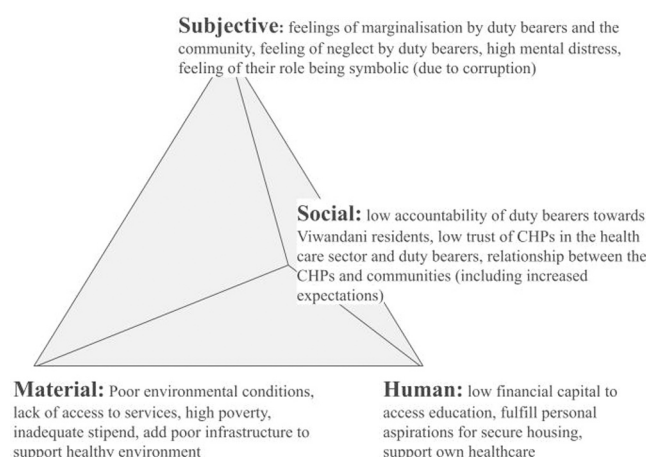 Subjective: feelings of marginalisation by duty bearers and the
community, feeling of neglect by duty bearers, high mental distress,
feeling of their role being symbolic (due to corruption)
Social: low accountability of duty bearers towards
Viwandani residents, low trust of CHPs in the health
care sector and duty bearers, relationship between the
CHPs and communities (including increased
expectations)
Material: Poor environmental conditions,
lack of access to services, high poverty,
inadequate stipend, add poor infrastructure to
support healthy environment
Human: low financial capital to
access education, fulfill personal
aspirations for secure housing,
support own healthcare